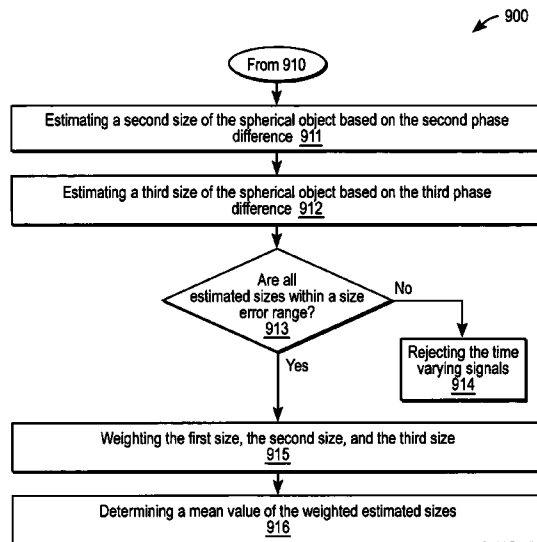 900
From 910
Estimating a second size of the spherical object based on the second phase
difference 911
Estimating a third size of the spherical object based on the third phase
difference 912
Are all
estimated sizes within a size
error range?
913
No
Rejecting the time
varying signals
914
Yes
Weighting the first size, the second size, and the third size
915
Determining a mean value of the weighted estimated sizes
916